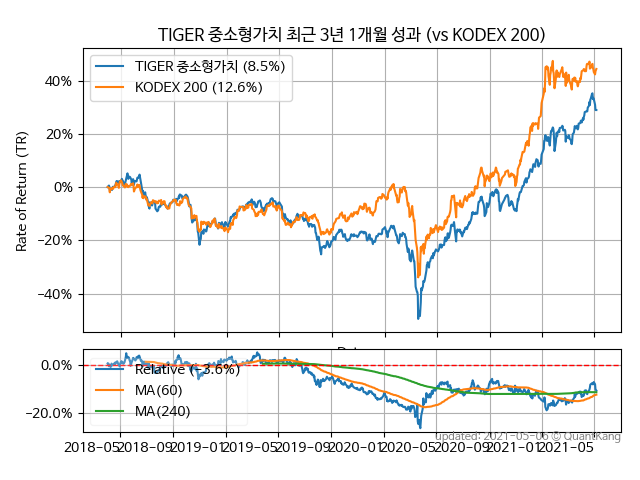 TIGER 중소형가치 최근 3년 1개월 성과 (vs KODEX 200)
TIGER 중소형가치 (8.5%)
KODEX 200 (12.6%)
Rate of Return (TR)
40%
20%
0%
−20%
−40%
Relative (−3.6%)
MA(60)
MA(240)
0.0%
−20.0%
2018-05
2018-09
2019-01
2019-05
2019-09
2020-01
2020-05
2020-09
2021-01
2021-05
updated: 2021-05-06 © QuantKang